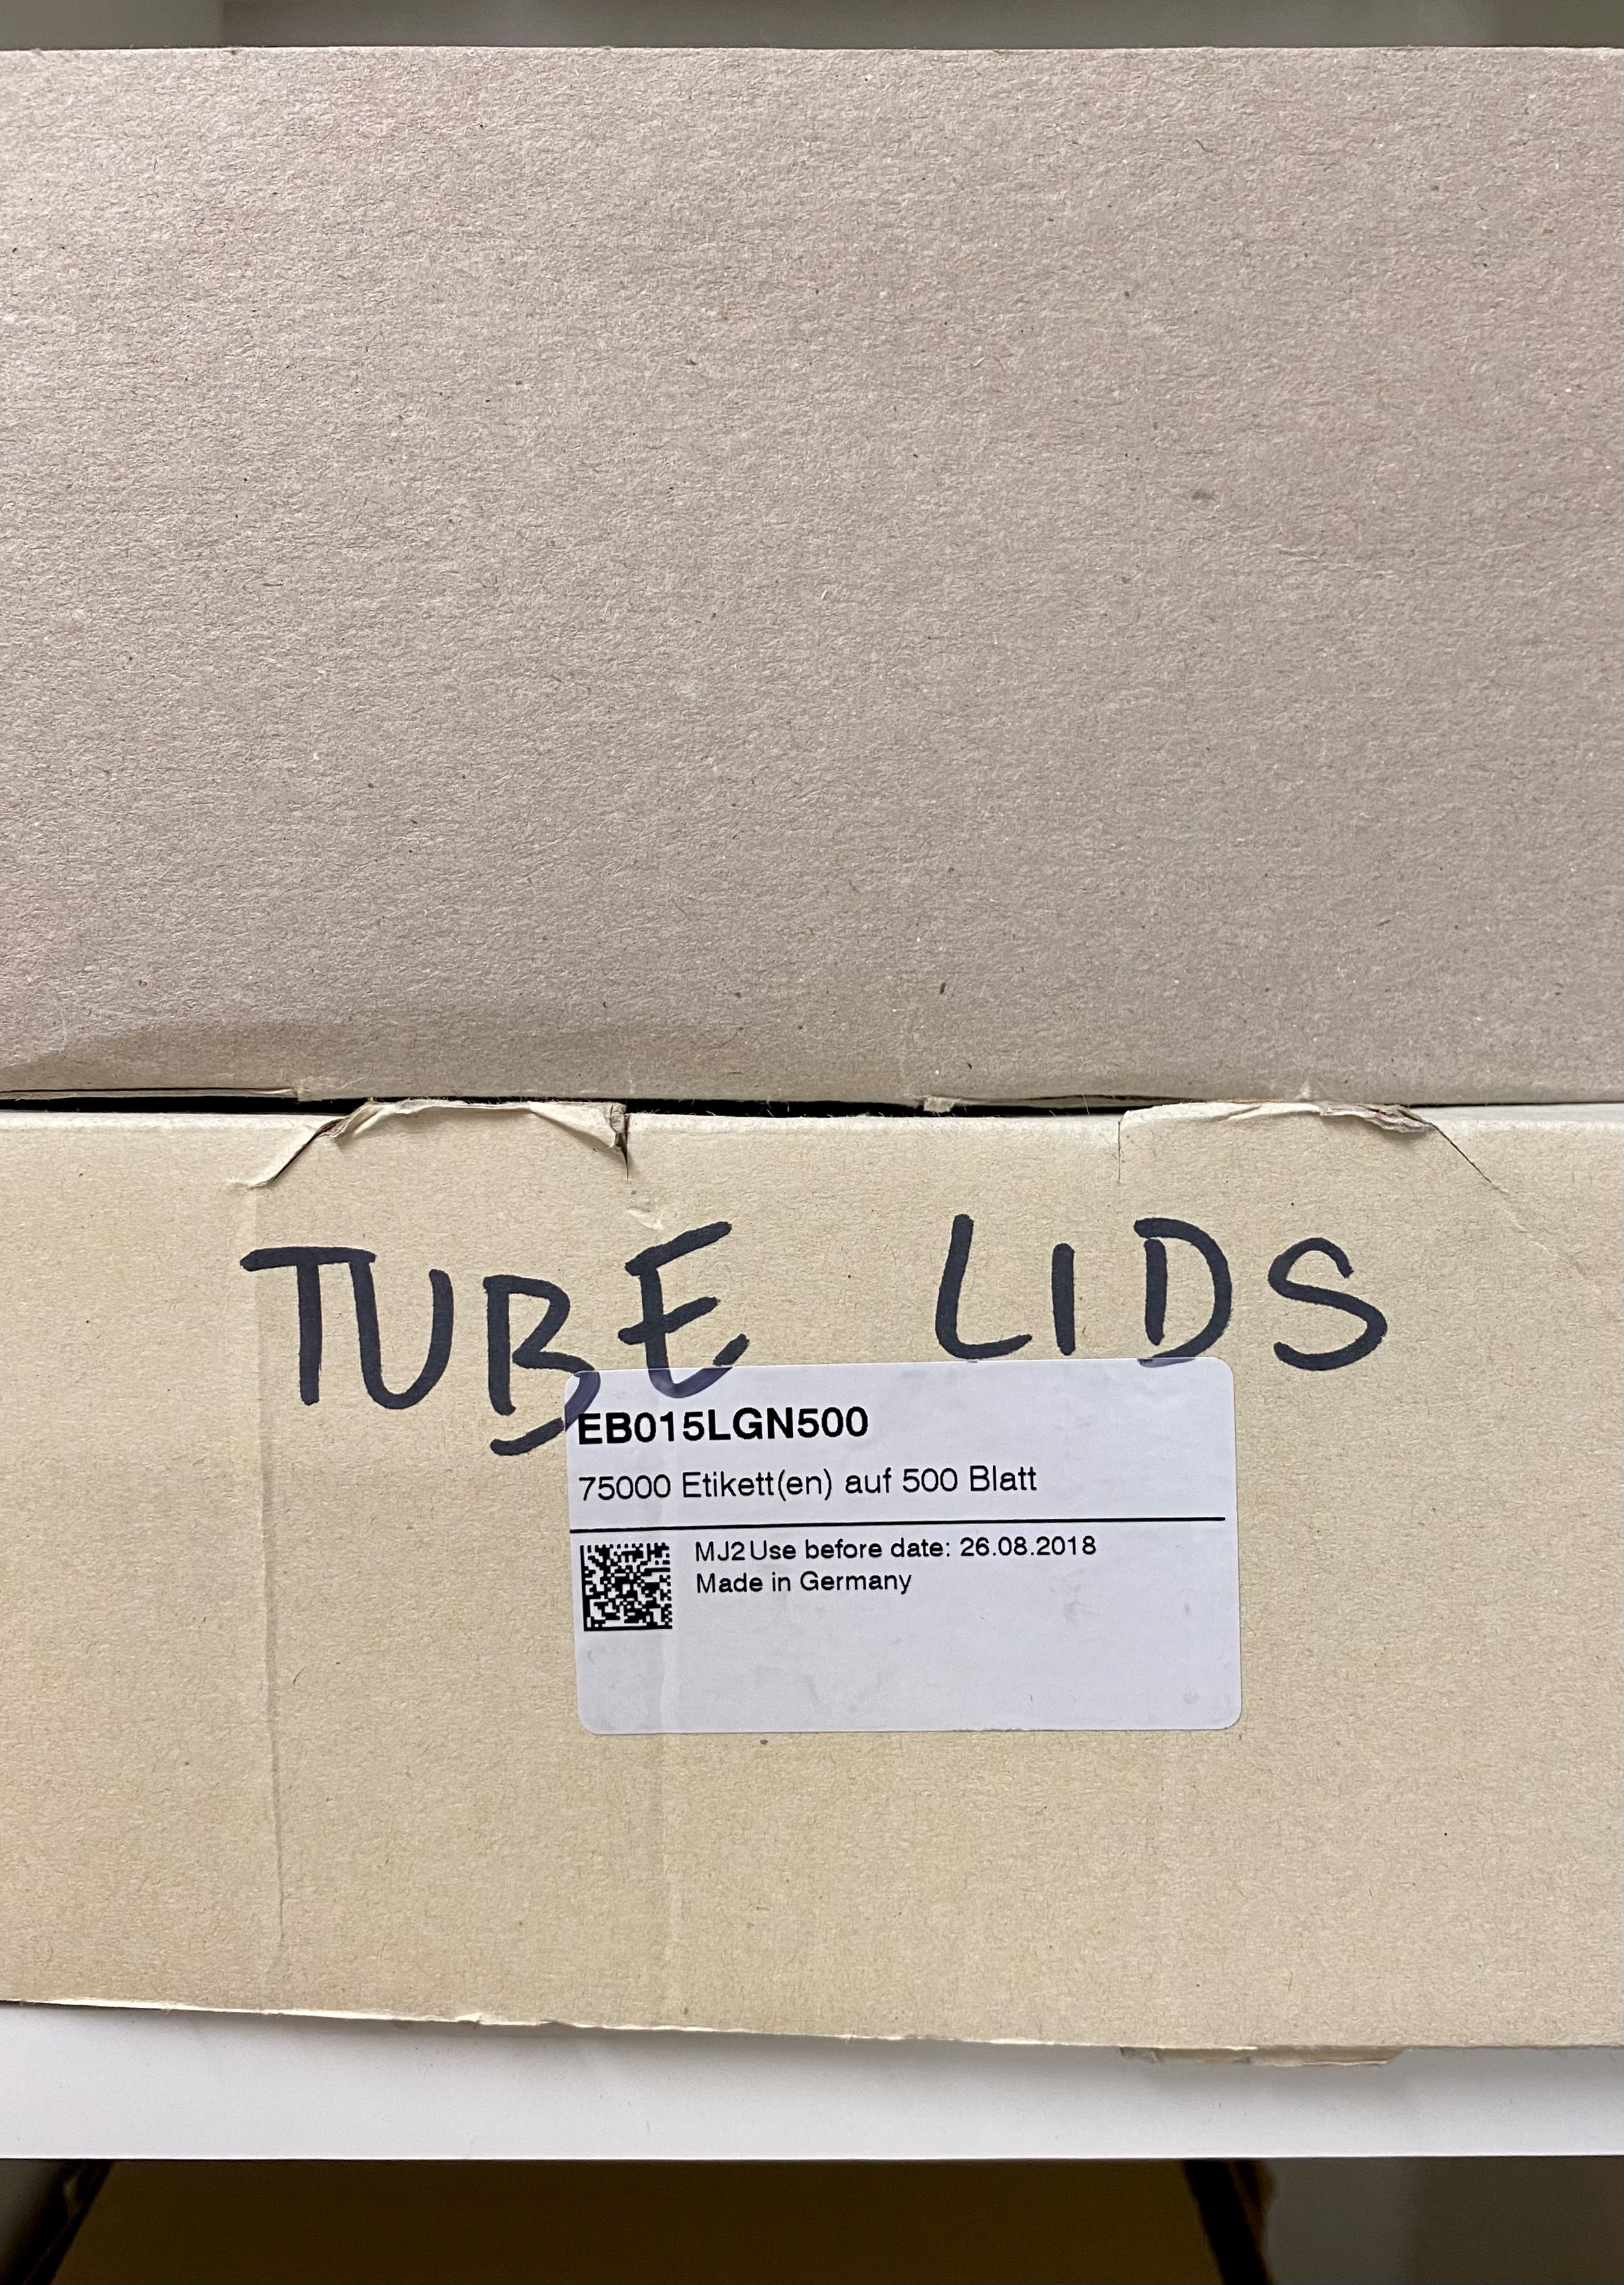 TUBE LIDS
EB015LGN500
75000 Etikett(en) auf 500 Blatt
MJ2 Use before date: 26.08.2018
Made in Germany